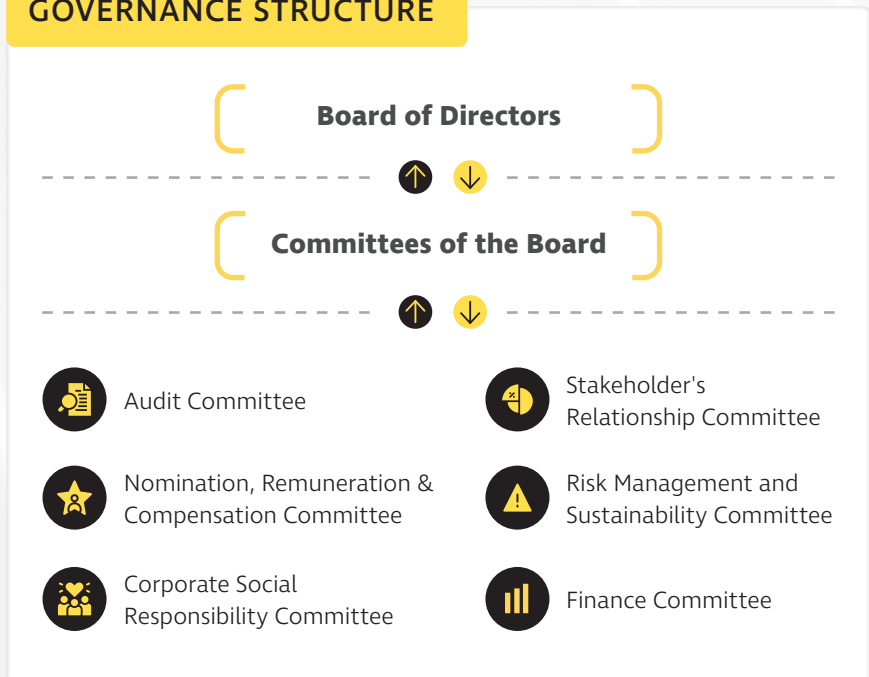 GOVERNANCE STRUCTURE
Board of Directors
Committees of the Board
Audit Committee
Stakeholder's
Relationship Committee
Nomination, Remuneration &
Compensation Committee
Risk Management and
Sustainability Committee
Corporate Social
Responsibility Committee
Finance Committee